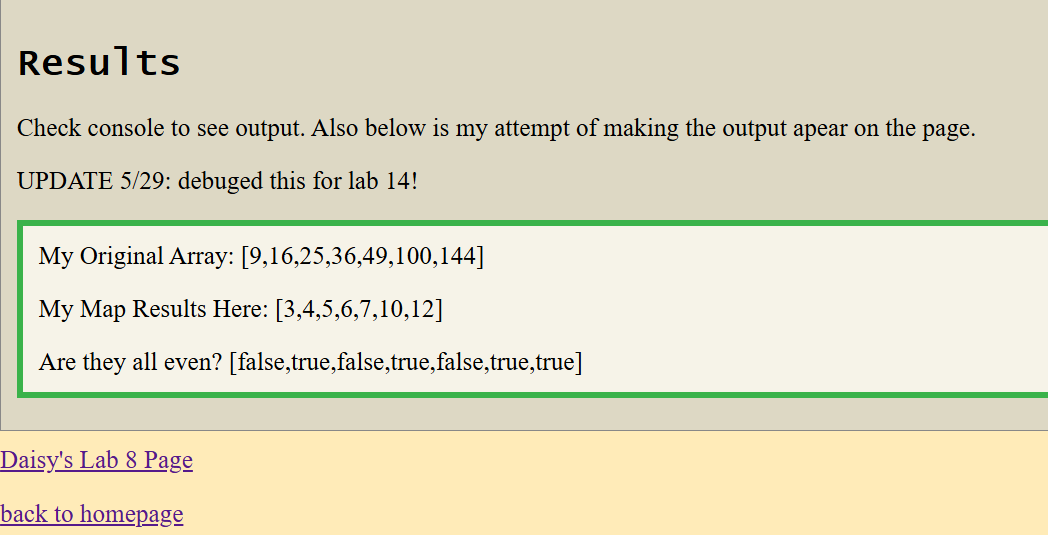 Results
Check console to see output. Also below is my attempt of making the output apear on the page.
UPDATE 5/29: debuged this for lab 14!
My Original Array: [9,16,25,36,49,100,144]
My Map Results Here: [3,4,5,6,7,10,12]
Are they all even? [false,true,false,true,false,true,true]
Daisy's Lab 8 Page
back to homepage